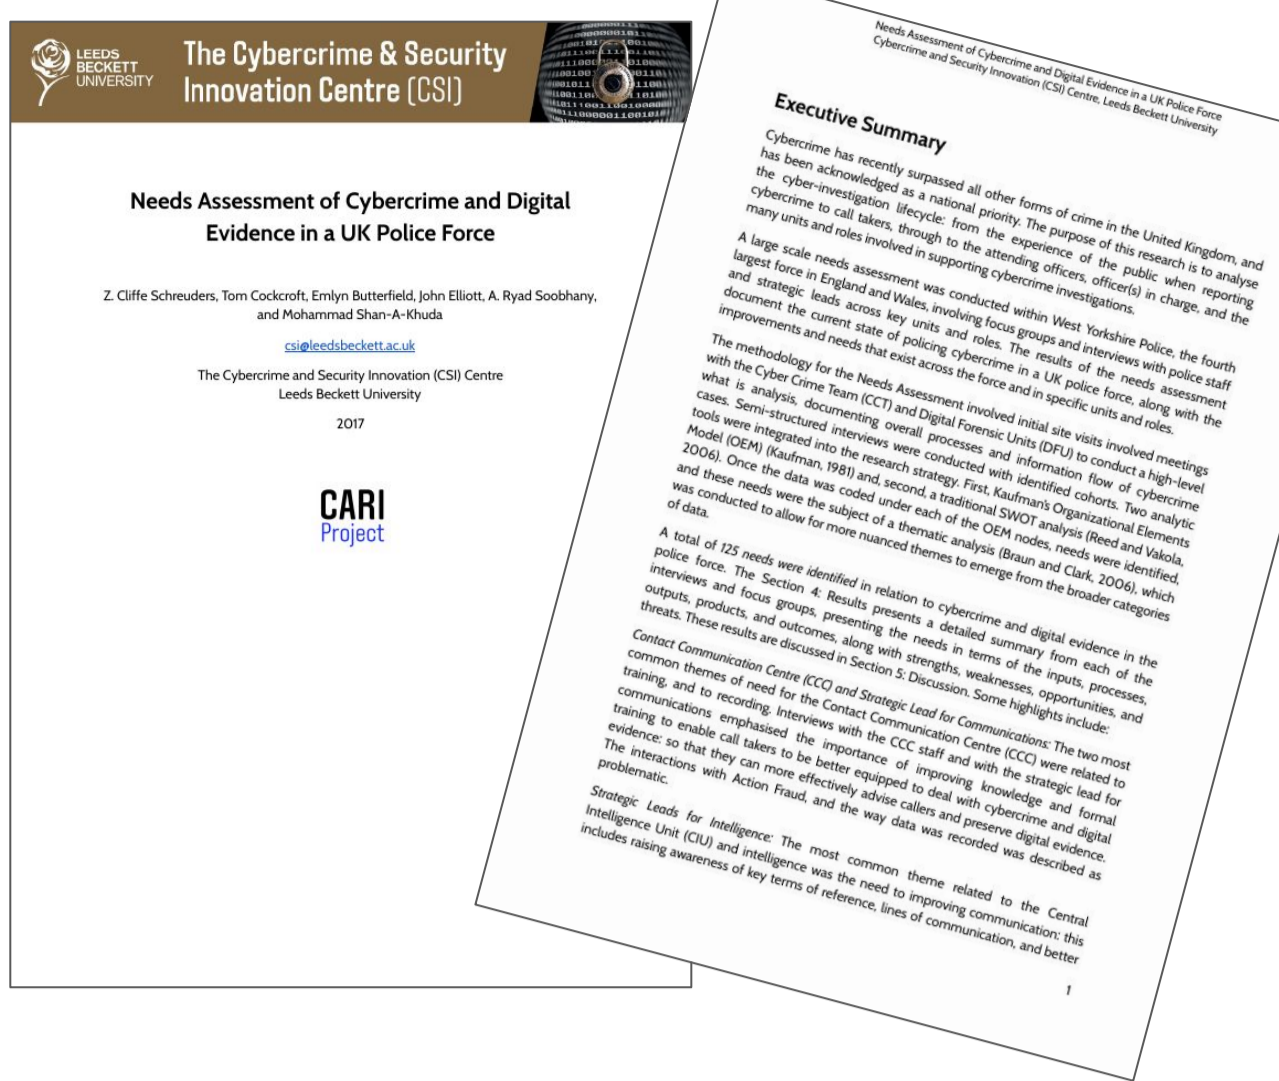 LEEDS
BECKETT
UNIVERSITY
The Cybercrime & Security
Innovation Centre (CSI)
Needs Assessment of Cybercrime and Digital
Evidence in a UK Police Force
Z. Cliffe Schreuders, Tom Cockcroft, Emlyn Butterfield, John Elliott, A. Ryad Soobhany,
and Mohammad Shan-A-Khuda
csi@leedsbeckett.ac.uk
The Cybercrime and Security Innovation (CSI) Centre
Leeds Beckett University
2017
CARI
Project
Needs Assessment of Cybercrime and Digital Evidence in a UK Police Force
Cybercrime and Security Innovation (CSI) Centre, Leeds Beckett University
Executive Summary
Cybercrime has recently surpassed all other forms of crime in the United Kingdom, and
has been acknowledged as a national priority. The purpose of this research is to analyse
the cyber-investigation lifecycle: from the experience of the public when reporting
cybercrime to call takers, through to the attending officers, officer(s) in charge, and the
many units and roles involved in supporting cybercrime investigations.
A large scale needs assessment was conducted within West Yorkshire Police, the fourth
largest force in England and Wales, involving focus groups and interviews with police staff
and strategic leads across key units and roles. The results of the needs assessment
document the current state of policing cybercrime in a UK police force, along with the
improvements and needs that exist across the force and in specific units and roles.
The methodology for the Needs Assessment involved initial site visits involved meetings
with the Cyber Crime Team (CCT) and Digital Forensic Units (DFU) to conduct a high-level
what is analysis, documenting overall processes and information flow of cybercrime
cases. Semi-structured interviews were conducted with identified cohorts. Two analytic
tools were integrated into the research strategy. First, Kaufman's Organizational Elements
Model (OEM) (Kaufman, 1981) and, second, a traditional SWOT analysis (Reed and Vakola,
2006). Once the data was coded under each of the OEM nodes, needs were identified,
and these needs were the subject of a thematic analysis (Braun and Clark, 2006), which
was conducted to allow for more nuanced themes to emerge from the broader categories
of data.
A total of 125 needs were identified in relation to cybercrime and digital evidence in the
police force. The Section 4: Results presents a detailed summary from each of the
interviews and focus groups, presenting the needs in terms of the inputs, processes,
outputs, products, and outcomes, along with strengths, weaknesses, opportunities, and
threats. These results are discussed in Section 5: Discussion. Some highlights include:
Contact Communication Centre (CCC) and Strategic Lead for Communications: The two most
common themes of need for the Contact Communication Centre (CCC) were related to
training, and to recording. Interviews with the CCC staff and with the strategic lead for
communications emphasised the importance of improving knowledge and formal
training to enable call takers to be better equipped to deal with cybercrime and digital
evidence: so that they can more effectively advise callers and preserve digital evidence.
The interactions with Action Fraud, and the way data was recorded was described as
problematic.
Strategic Leads for Intelligence: The most common theme related to the Central
Intelligence Unit (CIU) and intelligence was the need to improving communication: this
includes raising awareness of key terms of reference, lines of communication, and better
1